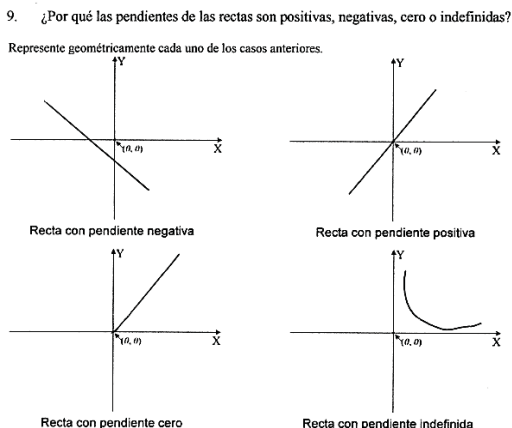 9. ¿Por qué las pendientes de las rectas son positivas, negativas, cero o indefinidas?
Represente geométricamente cada uno de los casos anteriores.
Y
Y
(0, 0)
X
(0, 0)
X
Recta con pendiente negativa
Recta con pendiente positiva
Y
Y
(0, 0)
X
(0, 0)
X
Recta con pendiente cero
Recta con pendiente indefinida